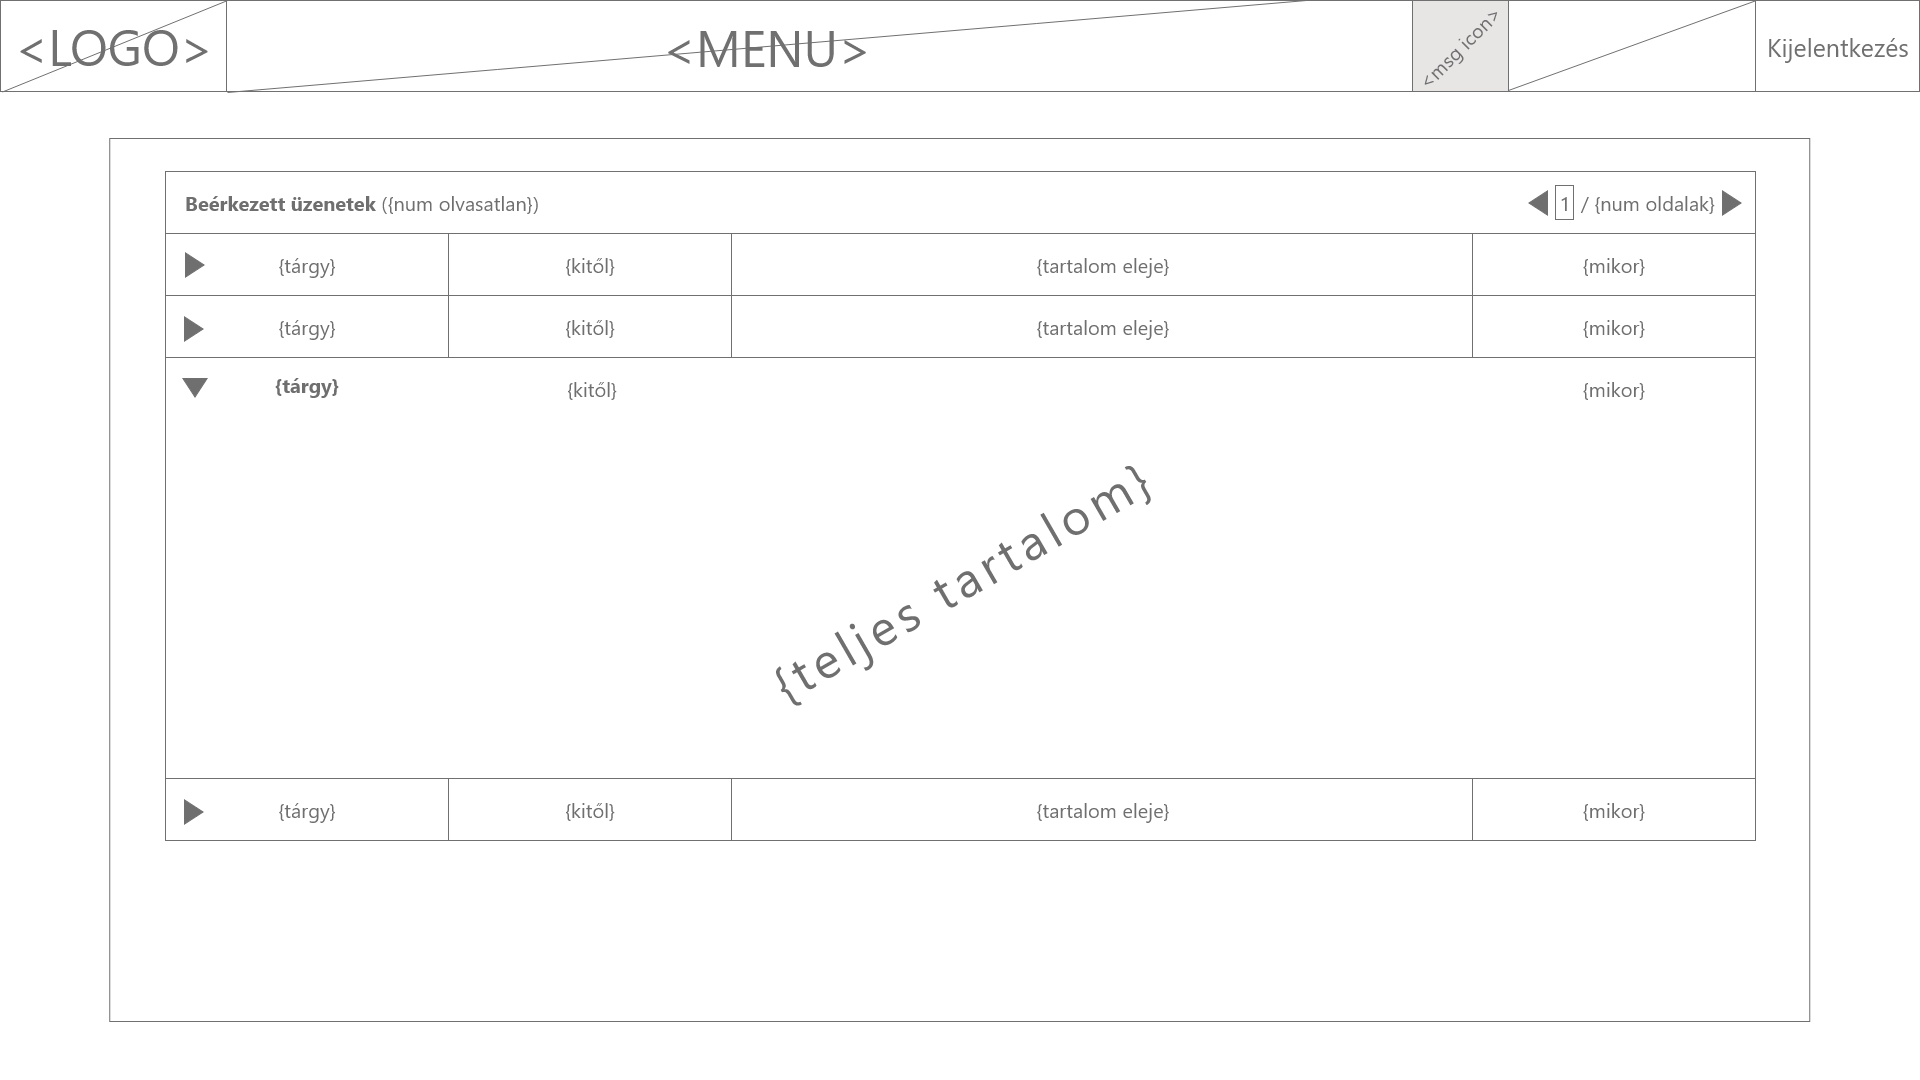 <LOGO>
<MENU>
<msg icon>
Kijelentkezés
Beérkezett üzenetek ({num olvasatlan})
1 / {num oldalak}
{tárgy} {kitől} {tartalom eleje} {mikor}
{tárgy} {kitől} {tartalom eleje} {mikor}
{tárgy} {kitől} {mikor}
{teljes tartalom}
{tárgy} {kitől} {tartalom eleje} {mikor}